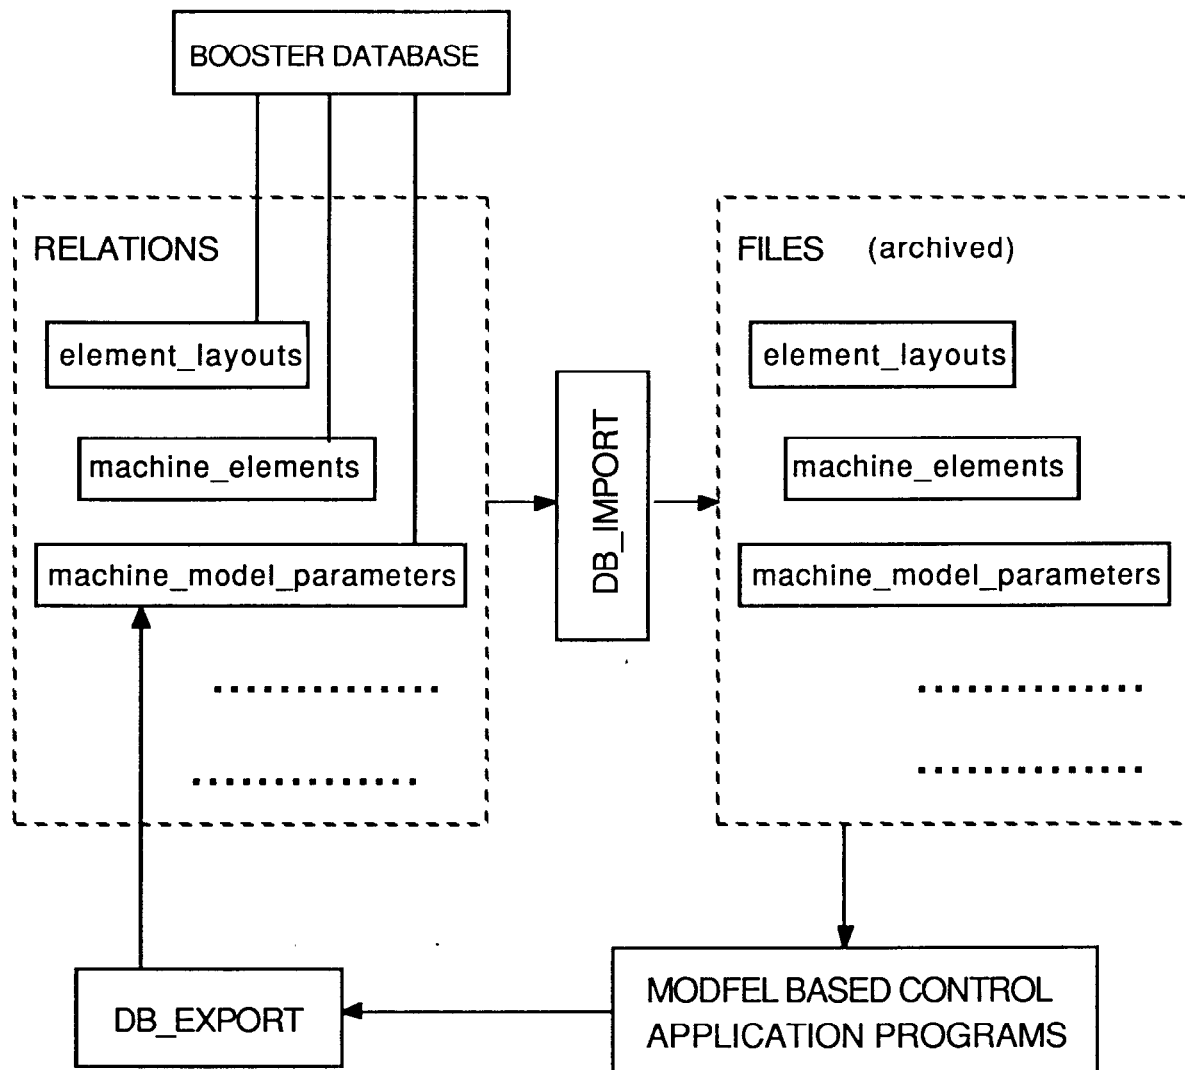 BOOSTER DATABASE
RELATIONS
element_layouts
machine_elements
machine_model_parameters
DB_IMPORT
FILES (archived)
element_layouts
machine_elements
machine_model_parameters
DB_EXPORT
MODFEL BASED CONTROL
APPLICATION PROGRAMS